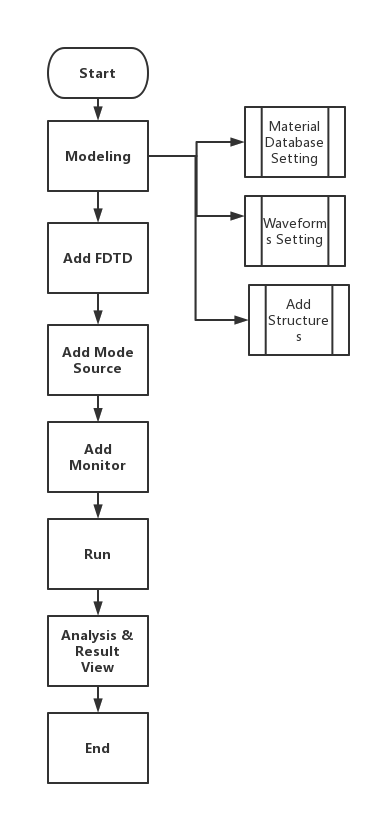 Start
Modeling
Material
Database
Setting
Waveform
s Setting
Add
Structure
s
Add FDTD
Add Mode
Source
Add
Monitor
Run
Analysis &
Result
View
End